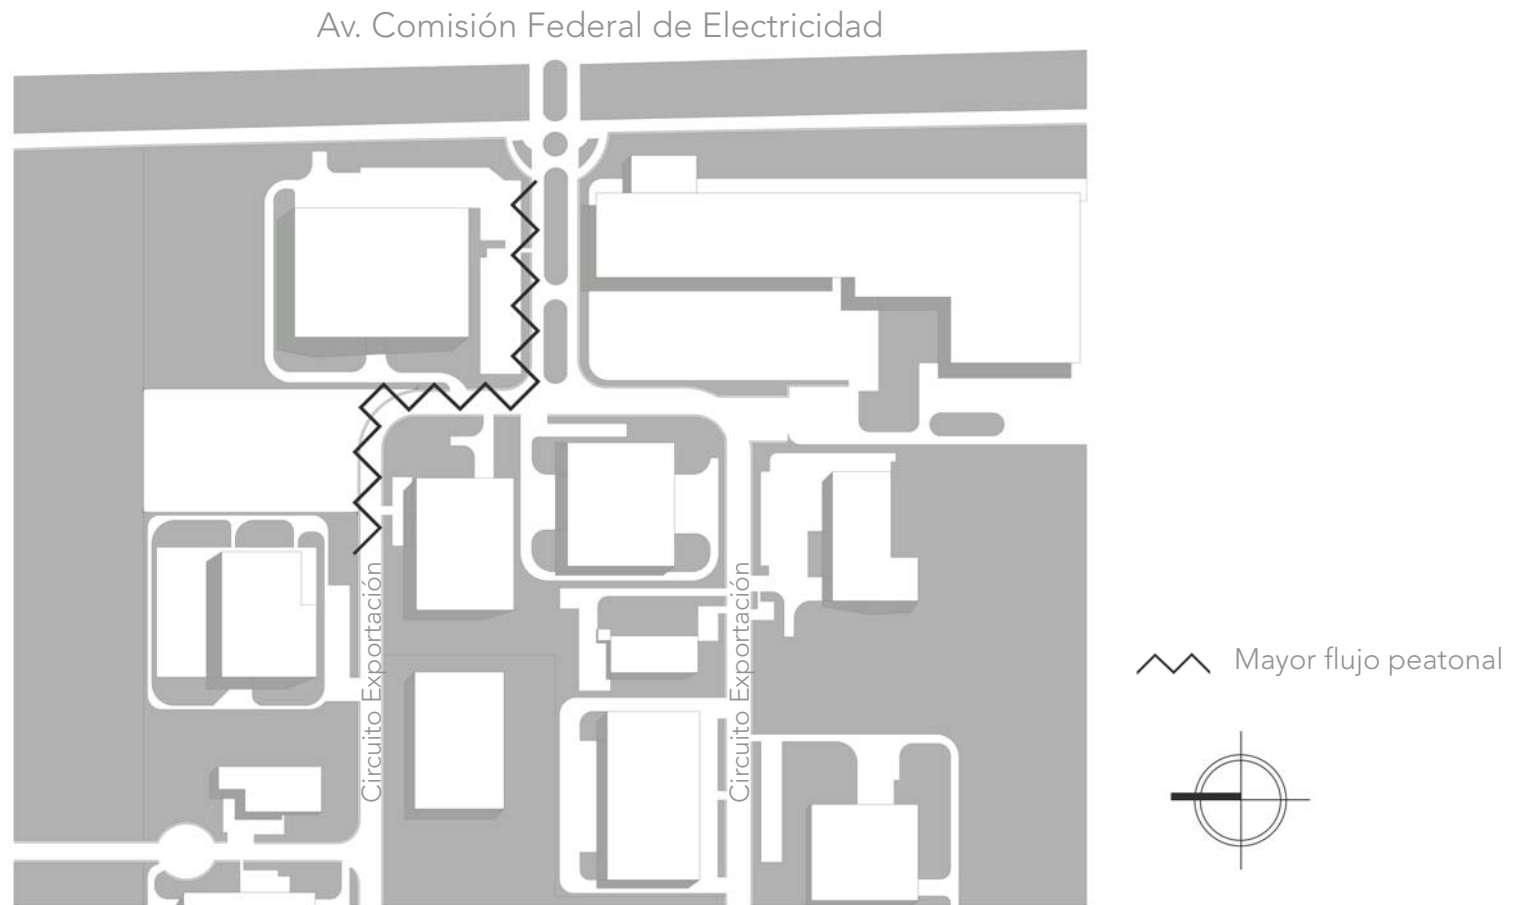 Av. Comisión Federal de Electricidad
Circuito Exportación
Circuito Exportación
Mayor flujo peatonal